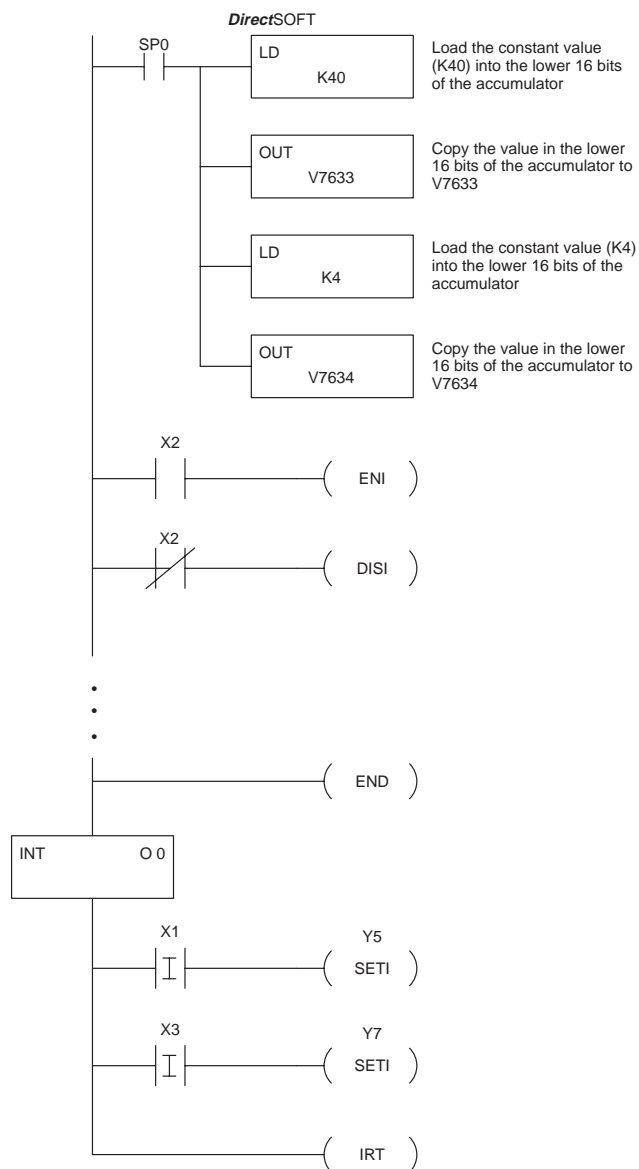 DirectSOFT
SP0
LD
K40
Load the constant value
(K40) into the lower 16 bits
of the accumulator
OUT
V7633
Copy the value in the lower
16 bits of the accumulator to
V7633
LD
K4
Load the constant value (K4)
into the lower 16 bits of the
accumulator
OUT
V7634
Copy the value in the lower
16 bits of the accumulator to
V7634
X2
ENI
X2
DISI
END
INT O 0
X1
Y5
SETI
X3
Y7
SETI
IRT